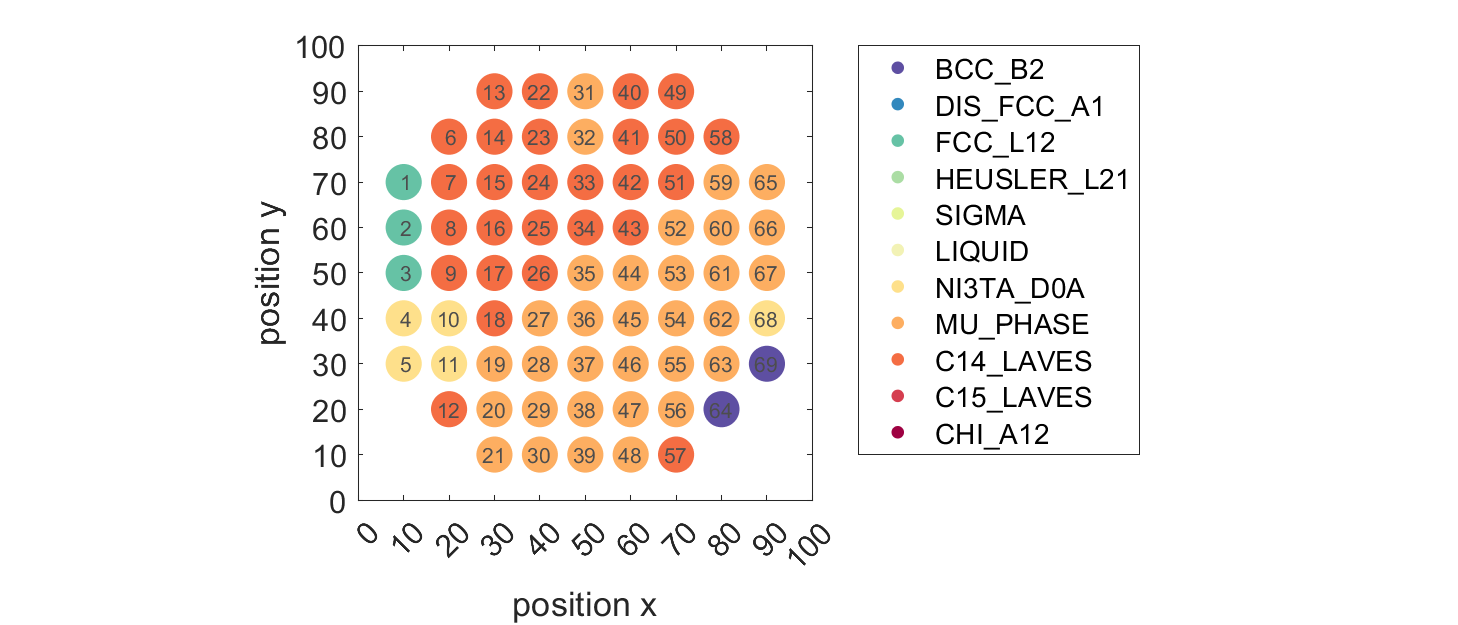 100
90
80
70
60
50
40
30
20
10
0
position y
13 22 31 40 49
6 14 23 32 41 50 58
1 7 15 24 33 42 51 59 65
2 8 16 25 34 43 52 60 66
3 9 17 26 35 44 53 61 67
4 10 18 27 36 45 54 62 68
5 11 19 28 37 46 55 63 69
12 20 29 38 47 56 64
21 30 39 48 57
0 10 20 30 40 50 60 70 80 90 100
position x
BCC_B2
DIS_FCC_A1
FCC_L12
HEUSLER_L21
SIGMA
LIQUID
NI3TA_D0A
MU_PHASE
C14_LAVES
C15_LAVES
CHI_A12